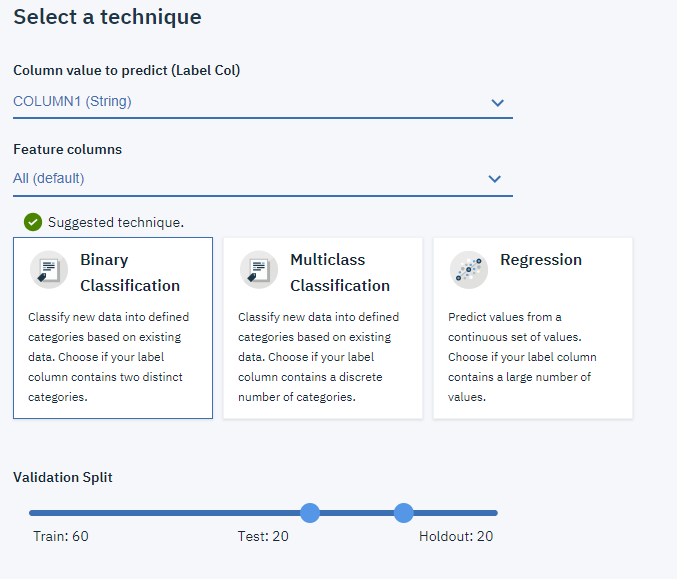 Select a technique
Column value to predict (Label Col)
COLUMN1 (String)
Feature columns
All (default)
Suggested technique.
Binary
Classification
Classify new data into defined
categories based on existing
data. Choose if your label
column contains two distinct
categories.
Multiclass
Classification
Classify new data into defined
categories based on existing
data. Choose if your label
column contains a discrete
number of categories.
Regression
Predict values from a
continuous set of values.
Choose if your label column
contains a large number of
values.
Validation Split
Train: 60
Test: 20
Holdout: 20